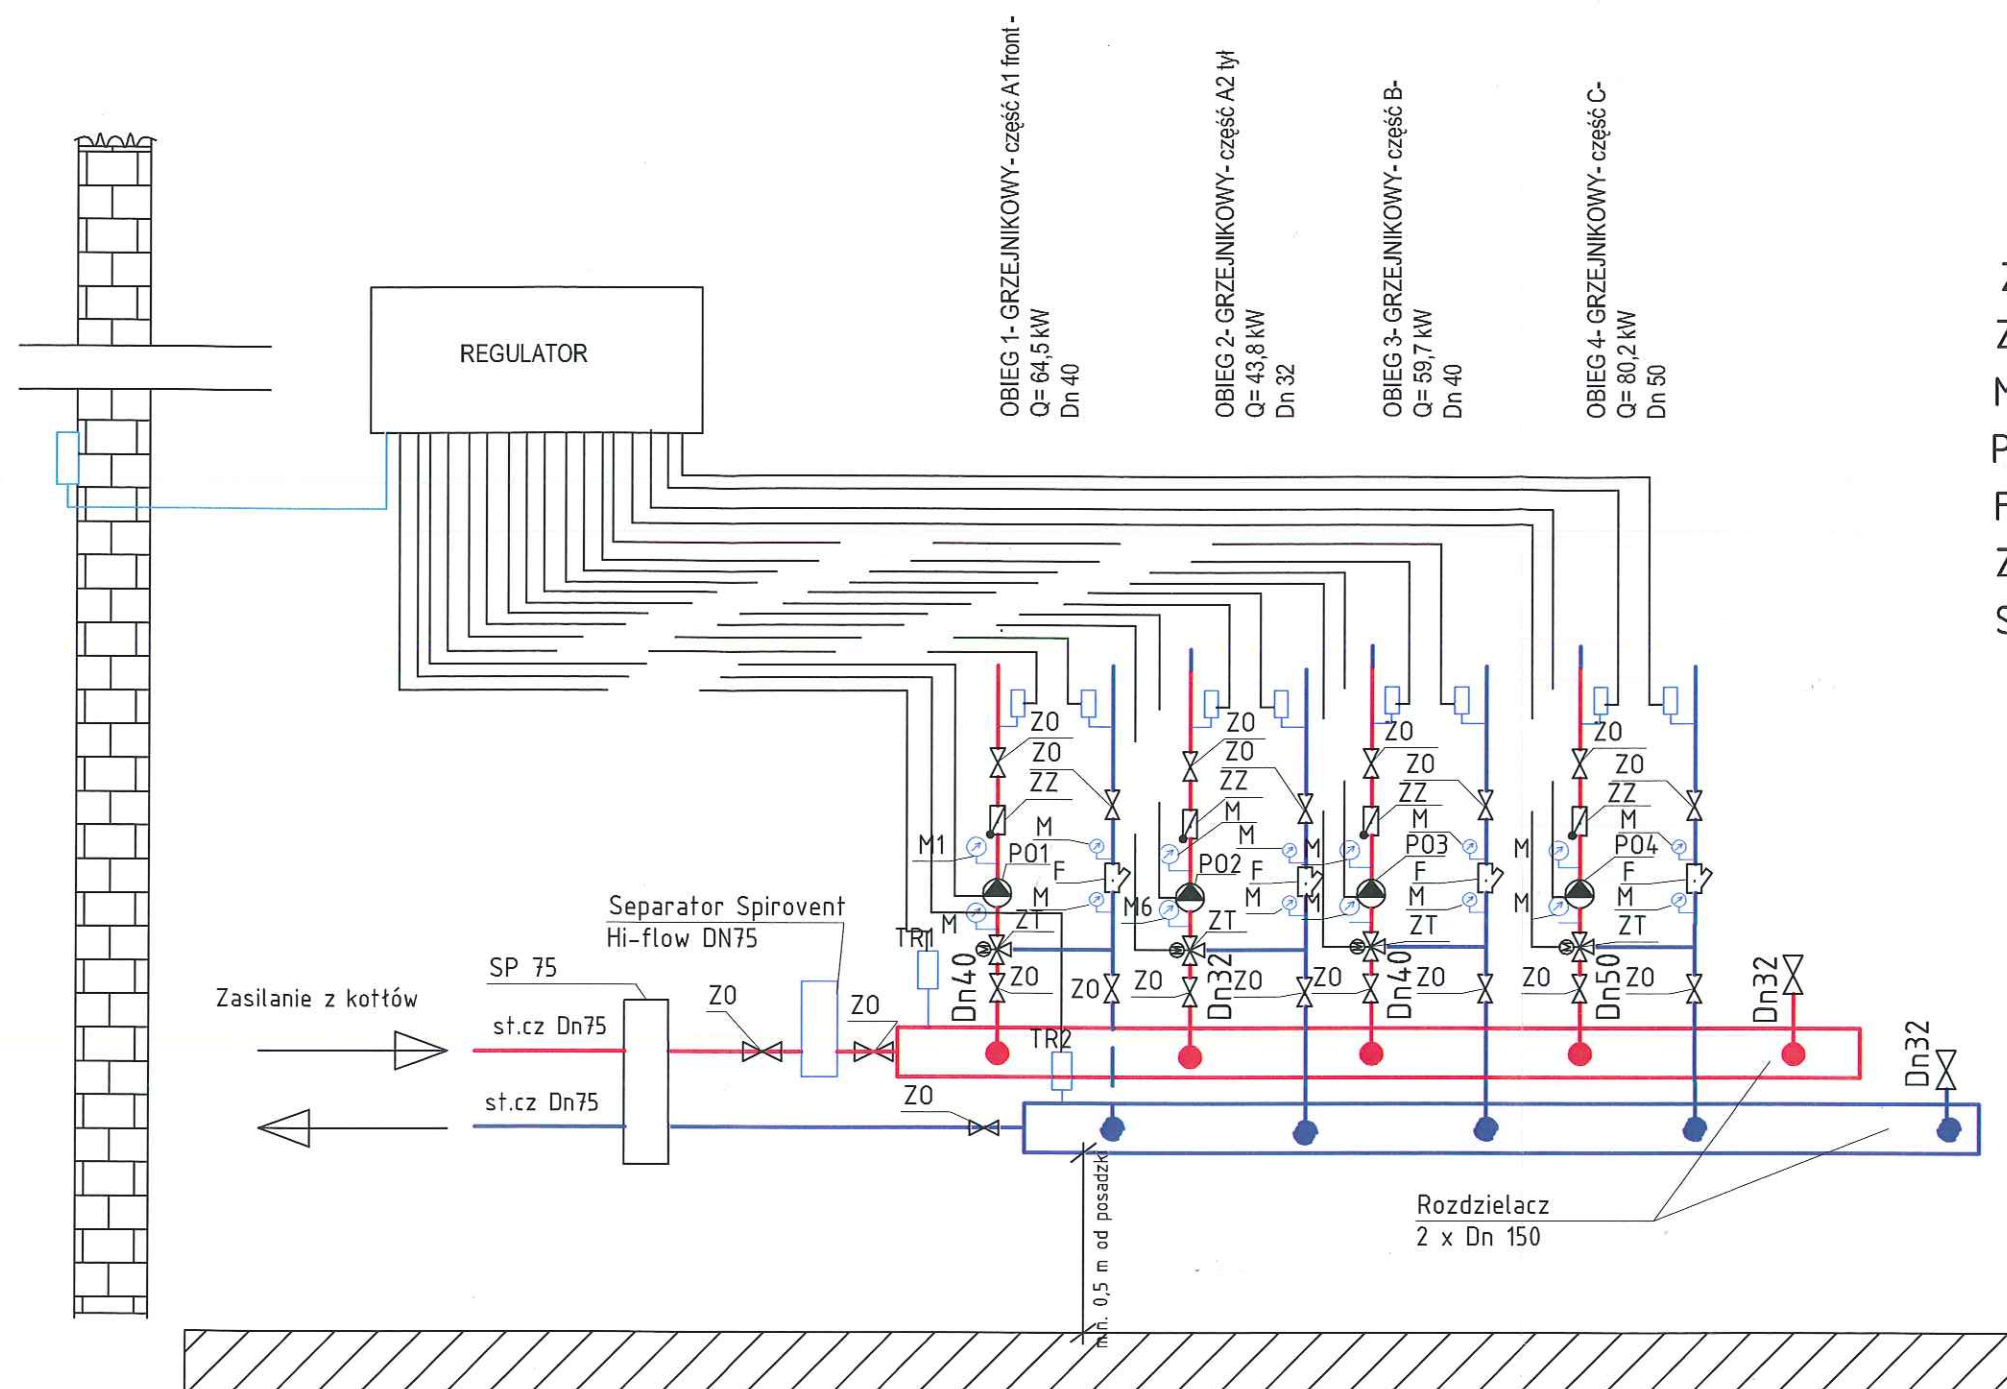 OBIEG 1- GRZEJNIKOWY- część A1 front -
Q= 64,5 kW
Dn 40
OBIEG 2- GRZEJNIKOWY- część A2 tył
Q= 43,8 kW
Dn 32
OBIEG 3- GRZEJNIKOWY- część B-
Q= 59,7 kW
Dn 40
OBIEG 4- GRZEJNIKOWY- część C-
Q= 80,2 kW
Dn 50
REGULATOR
Z
Z
M
P
F
Z
S
ZO
ZO
ZZ
M1
M
PO1
F
M
M
ZT
TR1
Dn40
ZO
ZO
ZO
ZO
ZZ
M
M
PO2
F
M
M6
ZT
ZO
Dn32
ZO
ZO
ZO
ZZ
M
M
PO3
F
M
M
ZT
ZO
Dn40
ZO
ZO
ZO
ZZ
M
M
PO4
F
M
M
ZT
ZO
Dn50
ZO
Dn32
Dn32
Separator Spirovent
Hi-flow DN75
SP 75
Zasilanie z kotłów
st.cz Dn75
ZO
ZO
TR2
st.cz Dn75
ZO
min. 0,5 m od posadzki
Rozdzielacz
2 x Dn 150